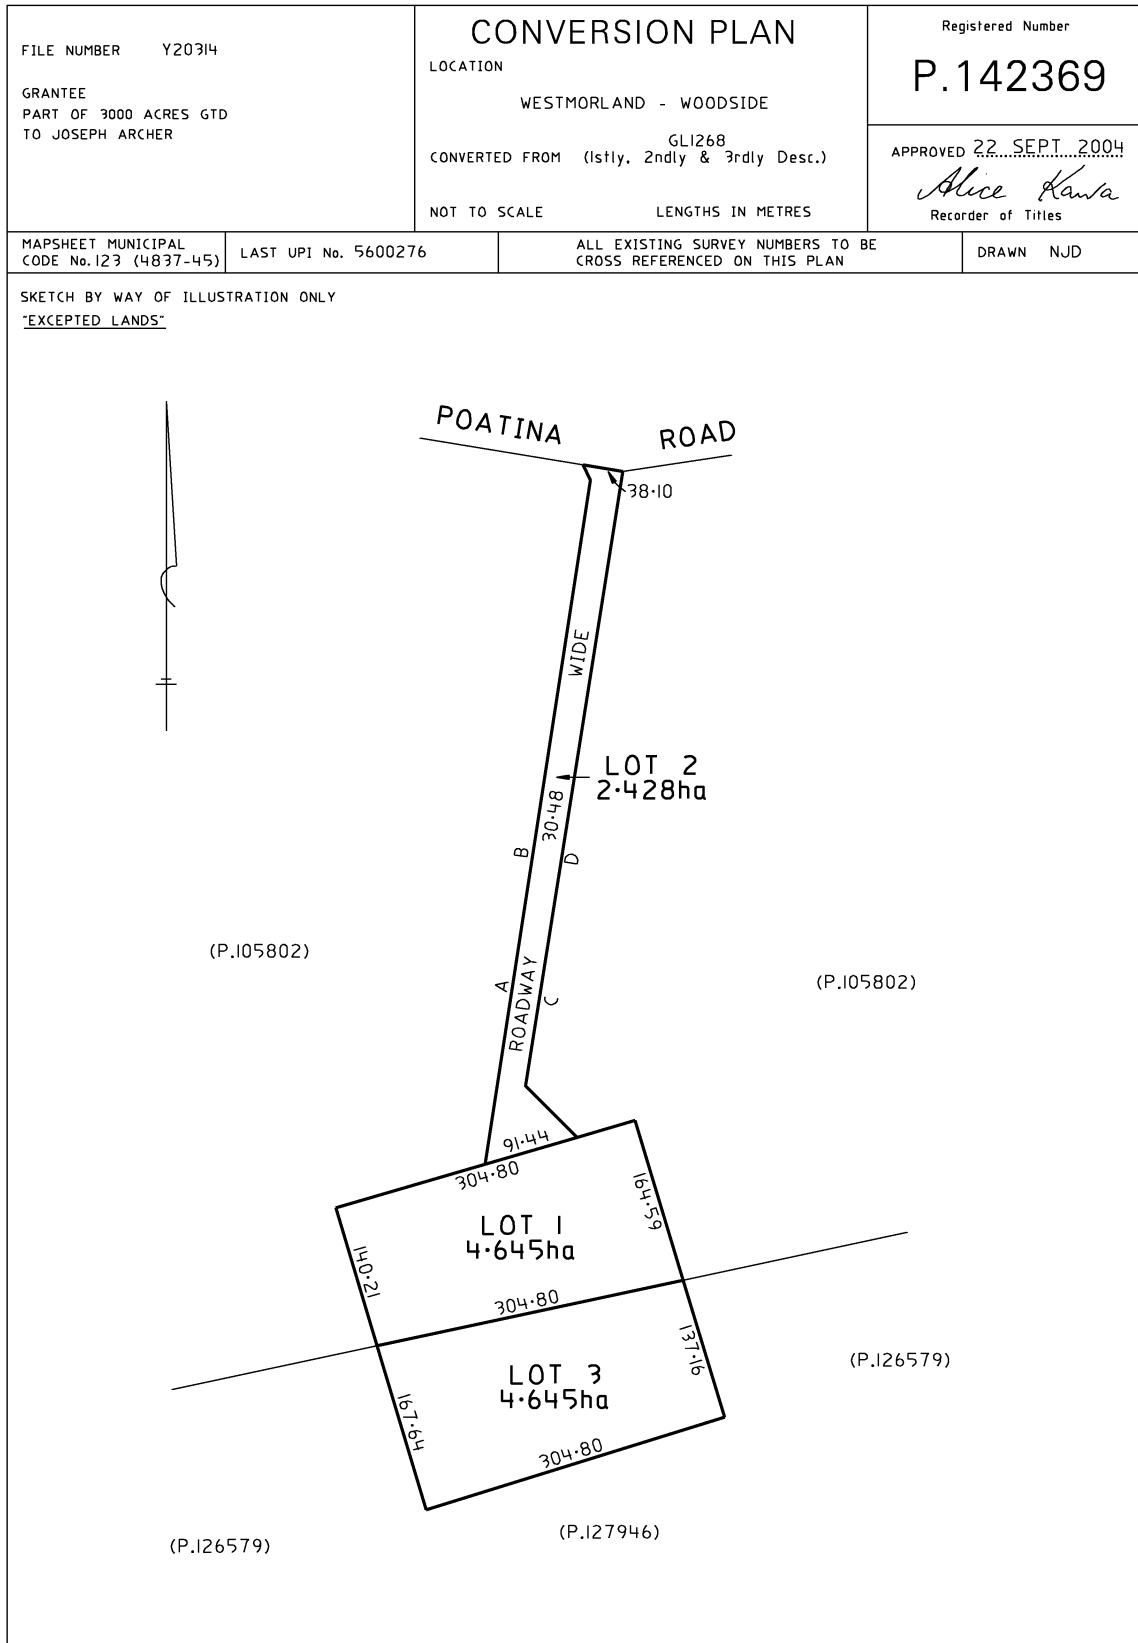 FILE NUMBER Y20314
GRANTEE
PART OF 3000 ACRES GTD
TO JOSEPH ARCHER
CONVERSION PLAN
LOCATION
WESTMORLAND - WOODSIDE
GL1268
CONVERTED FROM (1stly, 2ndly & 3rdly Desc.)
NOT TO SCALE LENGTHS IN METRES
Registered Number
P.142369
APPROVED 22 SEPT 2004
Alice Kawa
Recorder of Titles
MAPSHEET MUNICIPAL
CODE No.123 (4837-45)
LAST UPI No. 5600276
ALL EXISTING SURVEY NUMBERS TO BE
CROSS REFERENCED ON THIS PLAN
DRAWN NJD
SKETCH BY WAY OF ILLUSTRATION ONLY
"EXCEPTED LANDS"
POATINA ROAD
38·10
WIDE
LOT 2
2·428ha
30·48
B
D
(P.105802)
A
ROADWAY
C
(P.105802)
91·44
304·80
164·59
LOT 1
4·645ha
140·21
304·80
137·16
(P.126579)
LOT 3
4·645ha
167·64
304·80
(P.126579)
(P.127946)